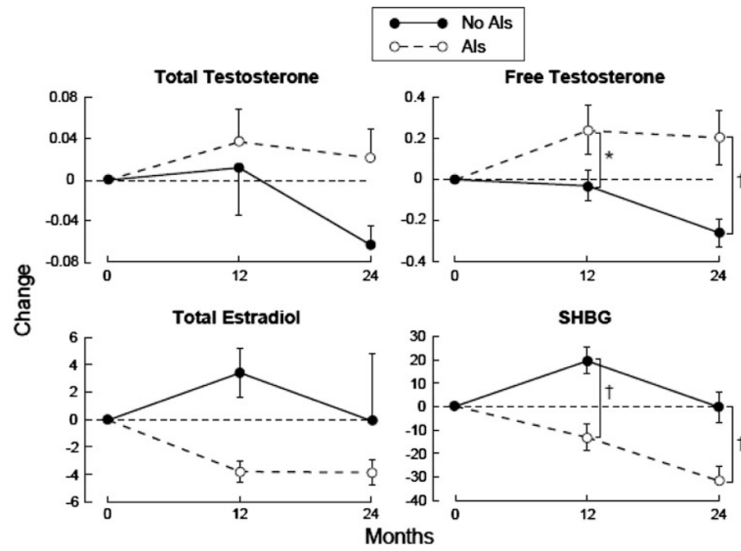 No AIs
AIs
Total Testosterone
Free Testosterone
0.08
0.04
0
-0.04
-0.08
0 12 24
0.4
0.2
0
-0.2
-0.4
*
†
0 12 24
Change
Total Estradiol
SHBG
6
4
2
0
-2
-4
-6
0 12 24
30
20
10
0
-10
-20
-30
-40
†
†
0 12 24
Months